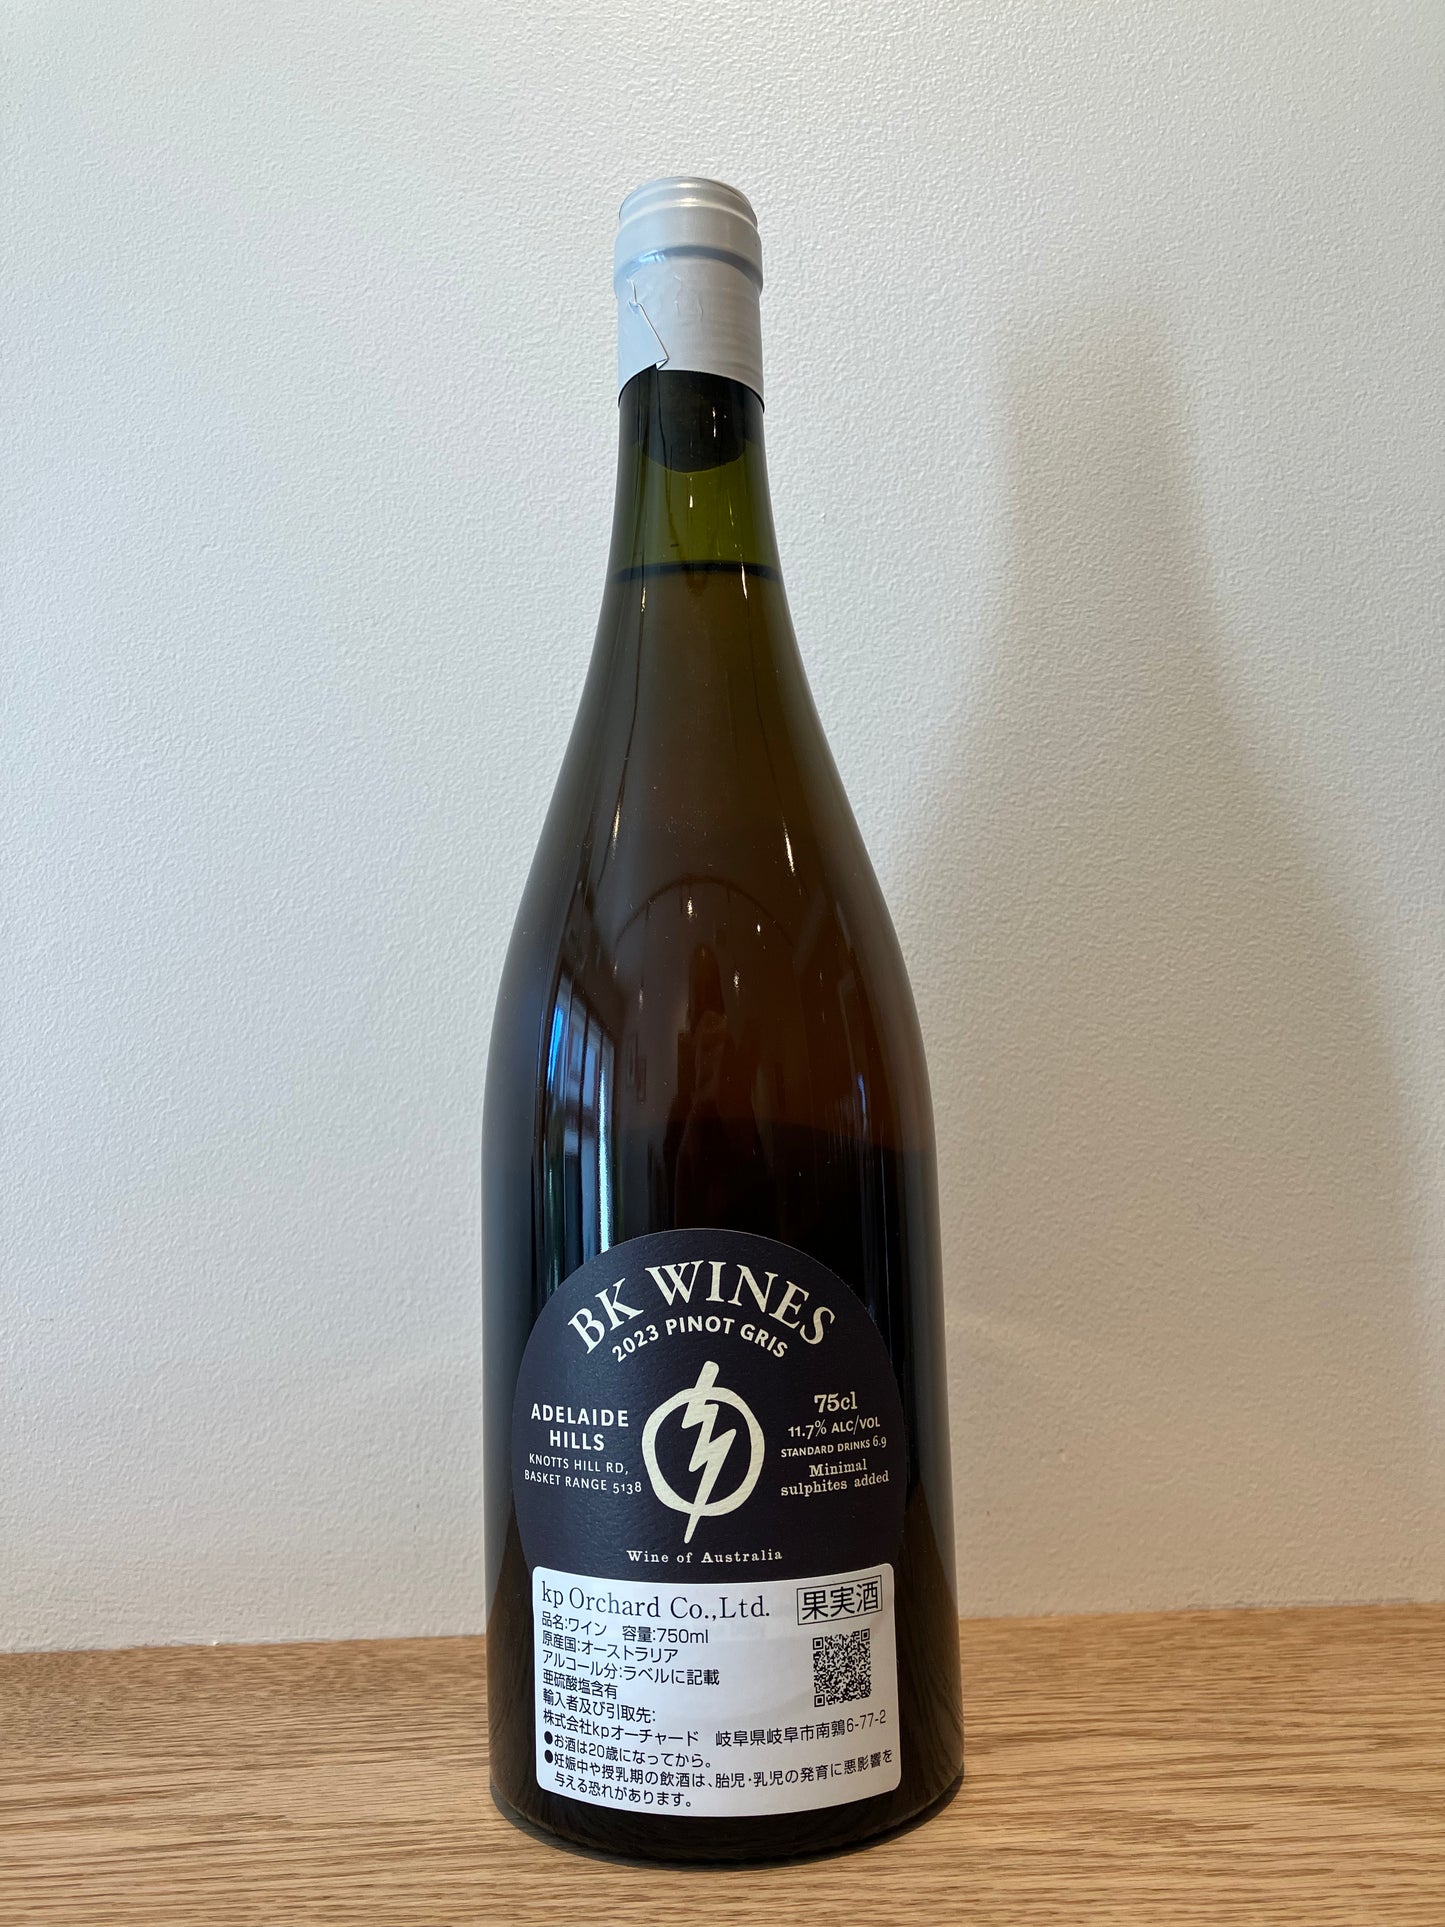 BK WINES
2023 PINOT GRIS
ADELAIDE
HILLS
KNOTTS HILL RD,
BASKET RANGE 5138
75cl
11.7% ALC/VOL
STANDARD DRINKS 6.9
Minimal
sulphites added
Wine of Australia
kp Orchard Co.,Ltd.
果実酒
品名:ワイン 容量:750ml
原産国:オーストラリア
アルコール分:ラベルに記載
亜硫酸塩含有
輸入者及び引取先:
株式会社kpオーチャード 岐阜県岐阜市南鶉6-77-2
●お酒は20歳になってから。
●妊娠中や授乳期の飲酒は、胎児・乳児の発育に悪影響を
与える恐れがあります。